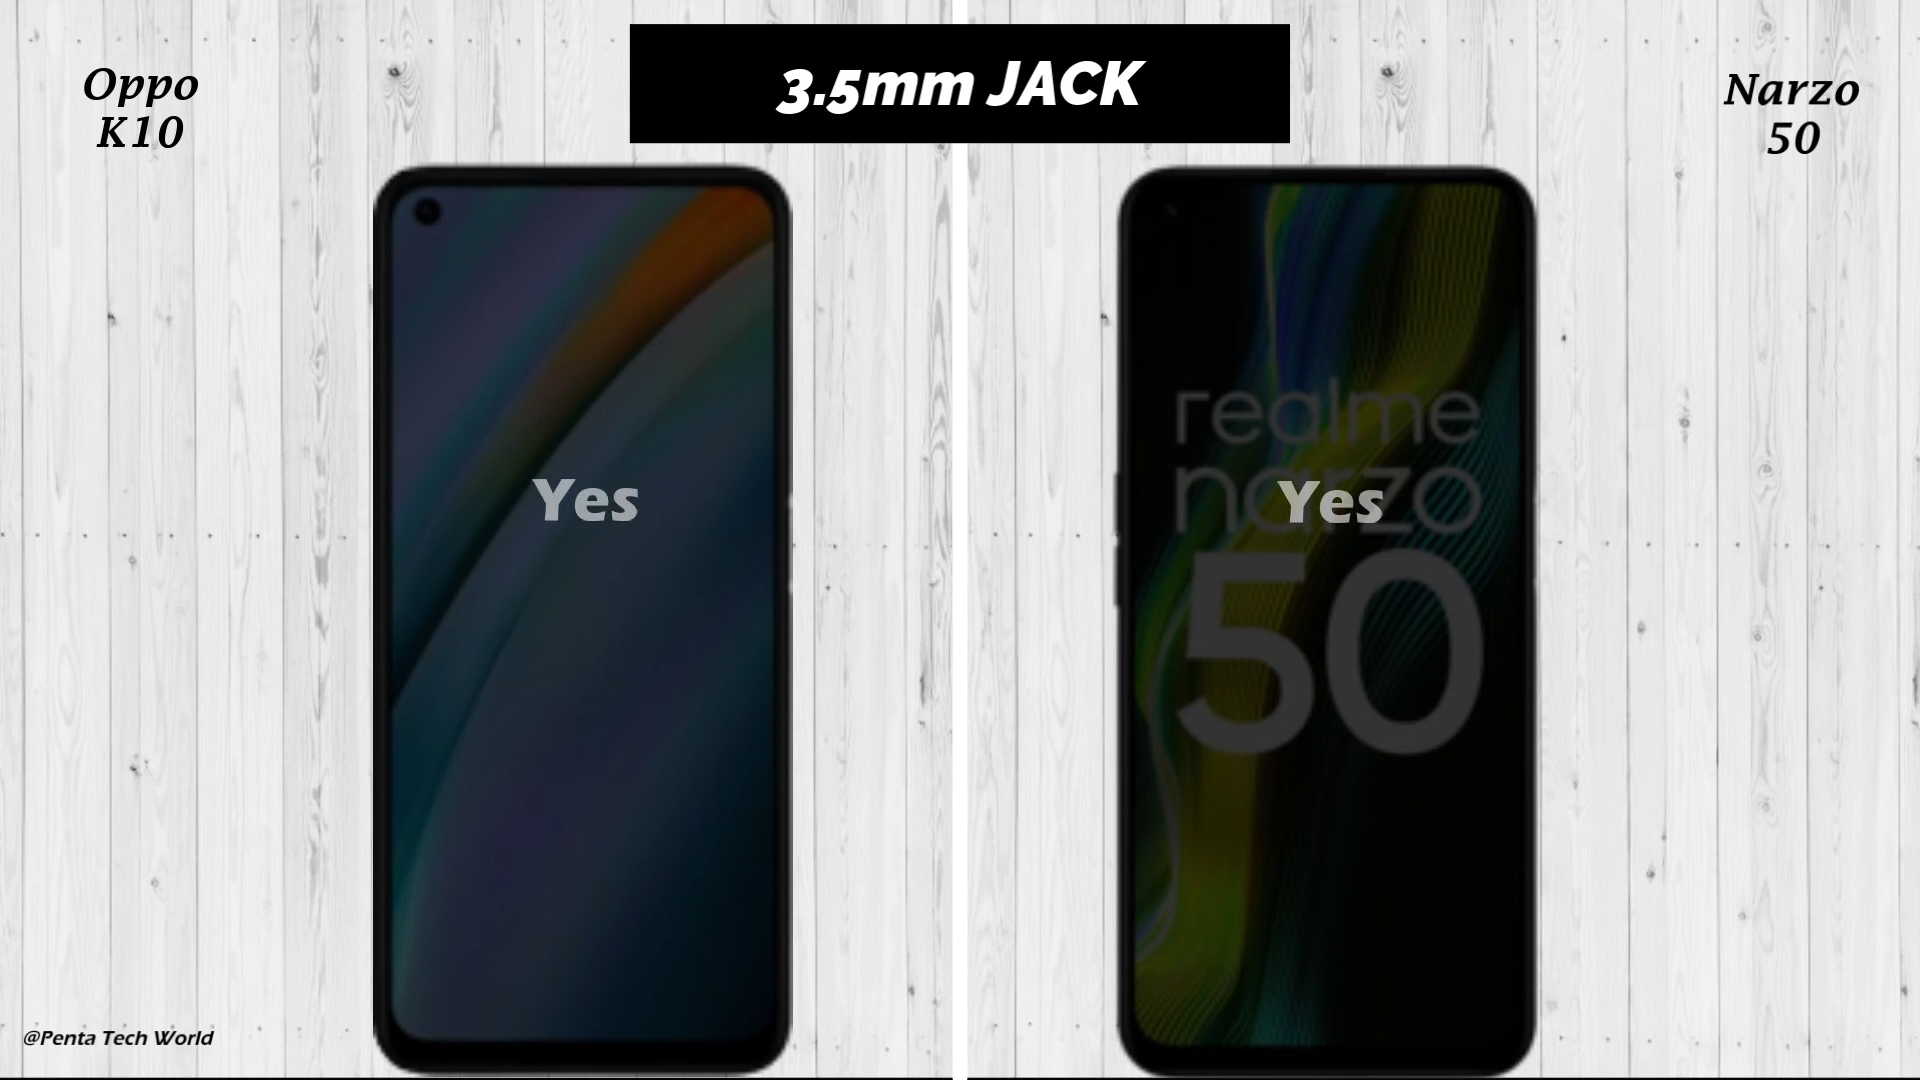 3.5mm JACK
Oppo
K10
Narzo
50
Yes
realme
narzo
Yes
50
@Penta Tech World